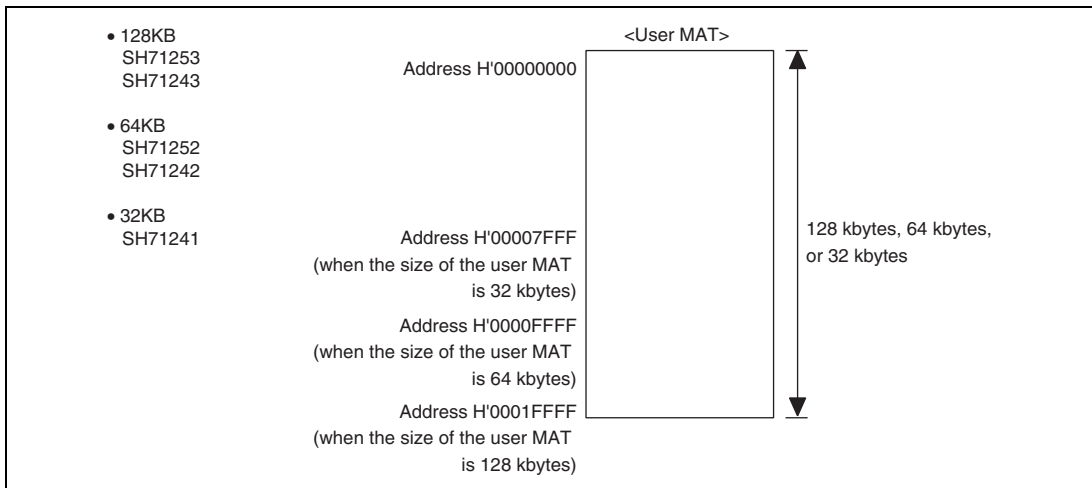 • 128KB
SH71253
SH71243
• 64KB
SH71252
SH71242
• 32KB
SH71241
<User MAT>
Address H'00000000
Address H'00007FFF
(when the size of the user MAT
is 32 kbytes)
Address H'0000FFFF
(when the size of the user MAT
is 64 kbytes)
Address H'0001FFFF
(when the size of the user MAT
is 128 kbytes)
128 kbytes, 64 kbytes,
or 32 kbytes